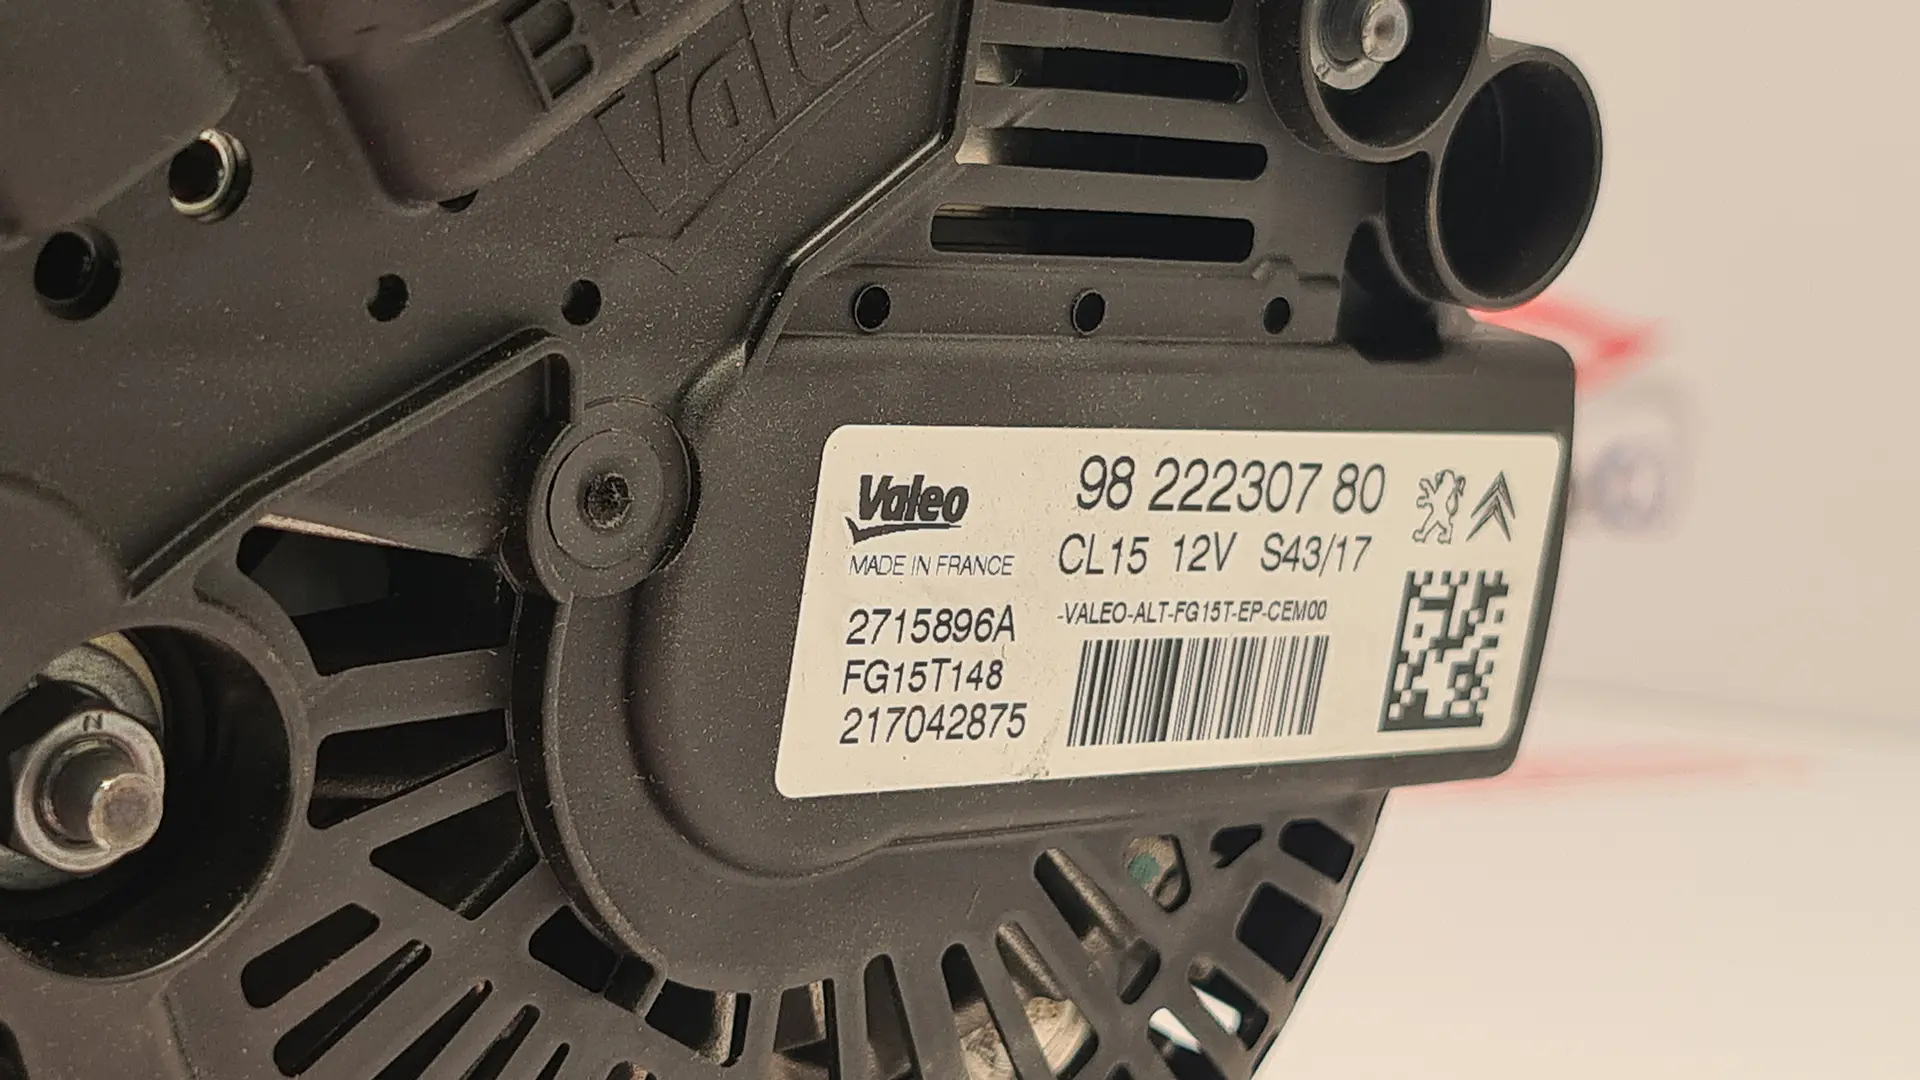 B+
Valeo
Valeo
MADE IN FRANCE
2715896A
FG15T148
217042875
98 222307 80
CL15 12V S43/17
-VALEO-ALT-FG15T-EP-CEM00
N